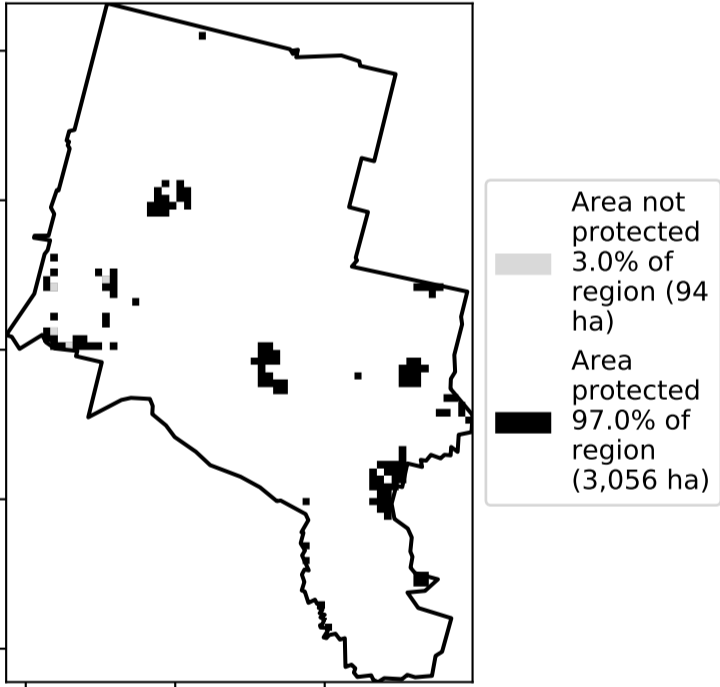 Area not
protected
3.0% of
region (94
ha)
Area
protected
97.0% of
region
(3,056 ha)